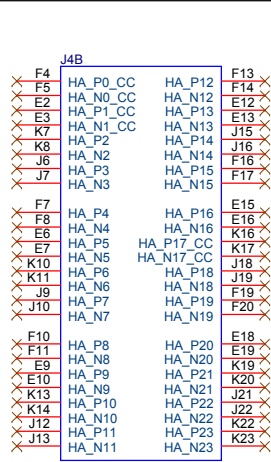 J4B
F4 HA_P0_CC HA_P12 F13
F5 HA_N0_CC HA_N12 F14
E2 HA_P1_CC HA_P13 E12
E3 HA_N1_CC HA_N13 E13
K7 HA_P2 HA_P14 J15
K8 HA_N2 HA_N14 J16
J6 HA_P3 HA_P15 F16
J7 HA_N3 HA_N15 F17
F7 HA_P4 HA_P16 E15
F8 HA_N4 HA_N16 E16
E6 HA_P5 HA_P17_CC K16
E7 HA_N5 HA_N17_CC K17
K10 HA_P6 HA_P18 J18
K11 HA_N6 HA_N18 J19
J9 HA_P7 HA_P19 F19
J10 HA_N7 HA_N19 F20
F10 HA_P8 HA_P20 E18
F11 HA_N8 HA_N20 E19
E9 HA_P9 HA_P21 K19
E10 HA_N9 HA_N21 K20
K13 HA_P10 HA_P22 J21
K14 HA_N10 HA_N22 J22
J12 HA_P11 HA_P23 K22
J13 HA_N11 HA_N23 K23